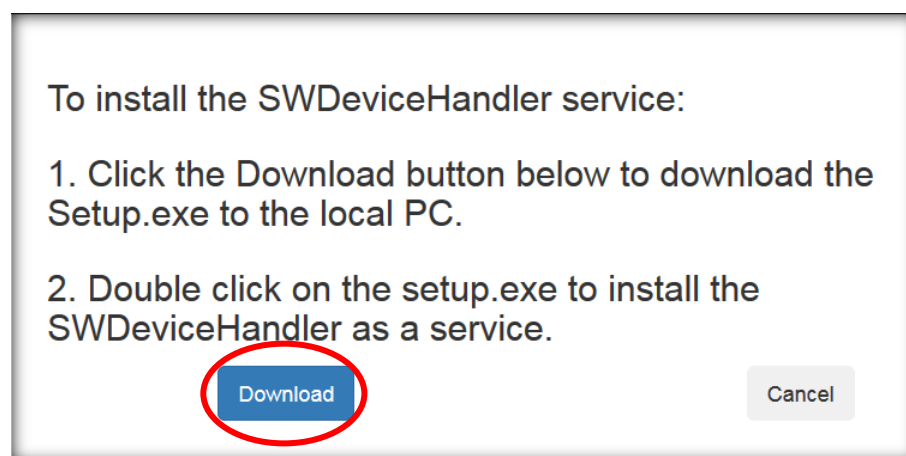 To install the SWDeviceHandler service:
1. Click the Download button below to download the
Setup.exe to the local PC.
2. Double click on the setup.exe to install the
SWDeviceHandler as a service.
Download
Cancel